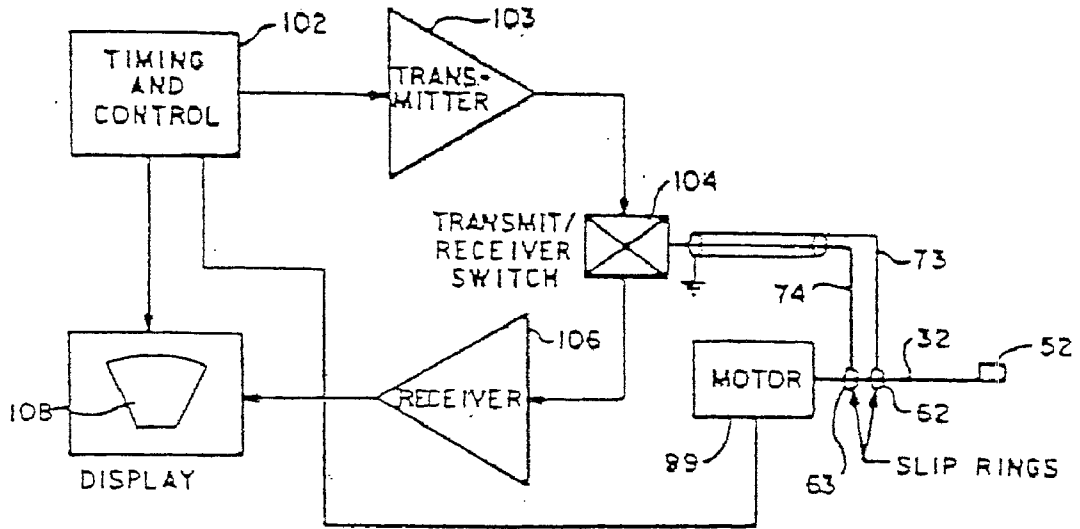 102
TIMING
AND
CONTROL
103
TRANS-
MITTER
104
TRANSMIT/
RECEIVER
SWITCH
73
74
106
RECEIVER
108
DISPLAY
MOTOR
89
32
52
62
63
SLIP RINGS